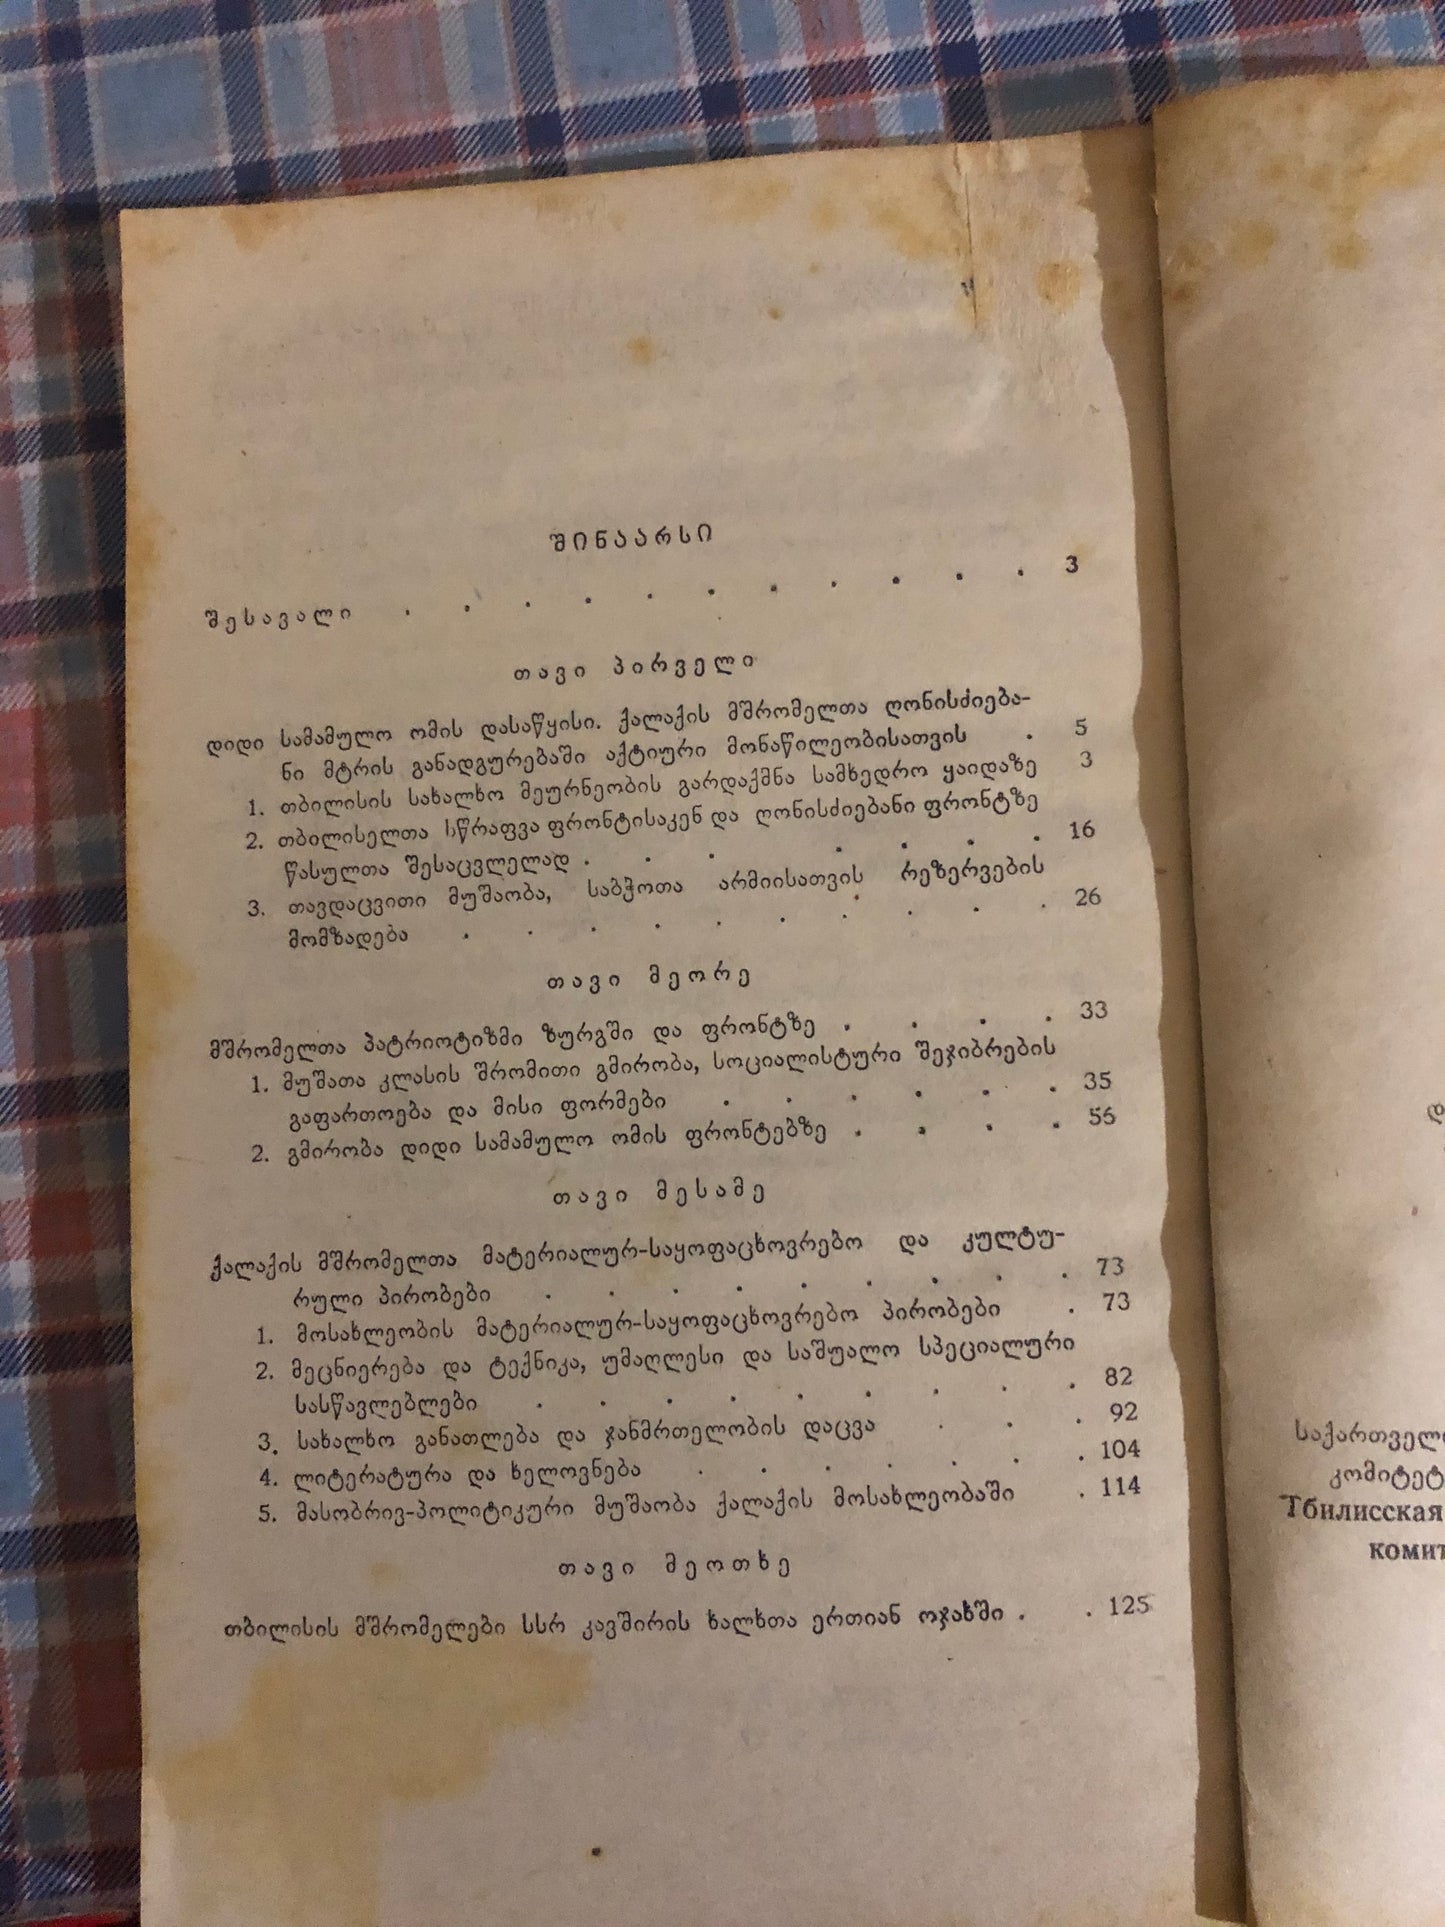 შინაარსი
შესავალი . . . . . . . . . . . 3
თავი პირველი
დიდი სამამულო ომის დასაწყისი. ქალაქის მშრომელთა ღონისძიება-
ნი მტრის განადგურებაში აქტიური მონაწილეობისათვის . 5
1. თბილისის სახალხო მეურნეობის გარდაქმნა სამხედრო ყაიდაზე 3
2. თბილისელთა სწრაფვა ფრონტისაკენ და ღონისძიებანი ფრონტზე
წასულთა შესაცვლელად . . . . . . . 16
3. თავდაცვითი მუშაობა, საბჭოთა არმიისათვის რეზერვების
მომზადება . . . . . . . . . . 26
თავი მეორე
მშრომელთა პატრიოტიზმი ზურგში და ფრონტზე . . . . 33
1. მუშათა კლასის შრომითი გმირობა, სოციალისტური შეჯიბრების
გაფართოება და მისი ფორმები . . . . . . 35
2. გმირობა დიდი სამამულო ომის ფრონტებზე . . . . 56
თავი მესამე
ქალაქის მშრომელთა მატერიალურ-საყოფაცხოვრებო და კულტუ-
რული პირობები . . . . . . . . . 73
1. მოსახლეობის მატერიალურ-საყოფაცხოვრებო პირობები . 73
2. მეცნიერება და ტექნიკა, უმაღლესი და საშუალო სპეციალური
სასწავლებლები . . . . . . . . . 82
3. სახალხო განათლება და ჯანმრთელობის დაცვა . . . 92
4. ლიტერატურა და ხელოვნება . . . . . . . 104
5. მასობრივ-პოლიტიკური მუშაობა ქალაქის მოსახლეობაში . 114
თავი მეოთხე
თბილისის მშრომელები სსრ კავშირის ხალხთა ერთიან ოჯახში . . 125
საქართველ
კომიტეტ
Тбилисская
комит